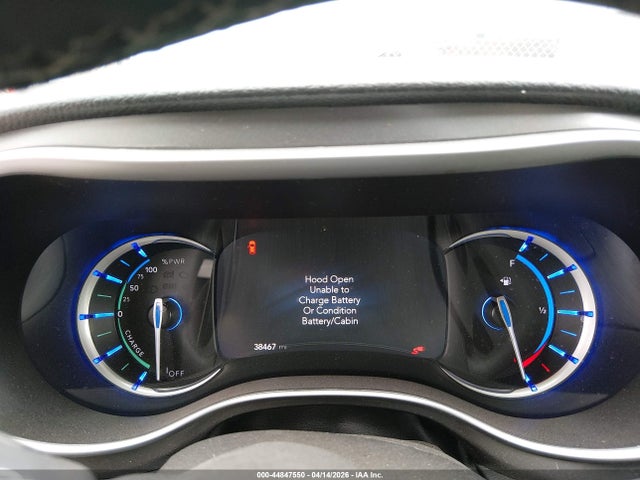 %PWR
100
75
50
25
0
CHARGE
OFF
Hood Open
Unable to
Charge Battery
Or Condition
Battery/Cabin
38467 mi
F
½
000-44847550 | 04/14/2026 | IAA Inc.